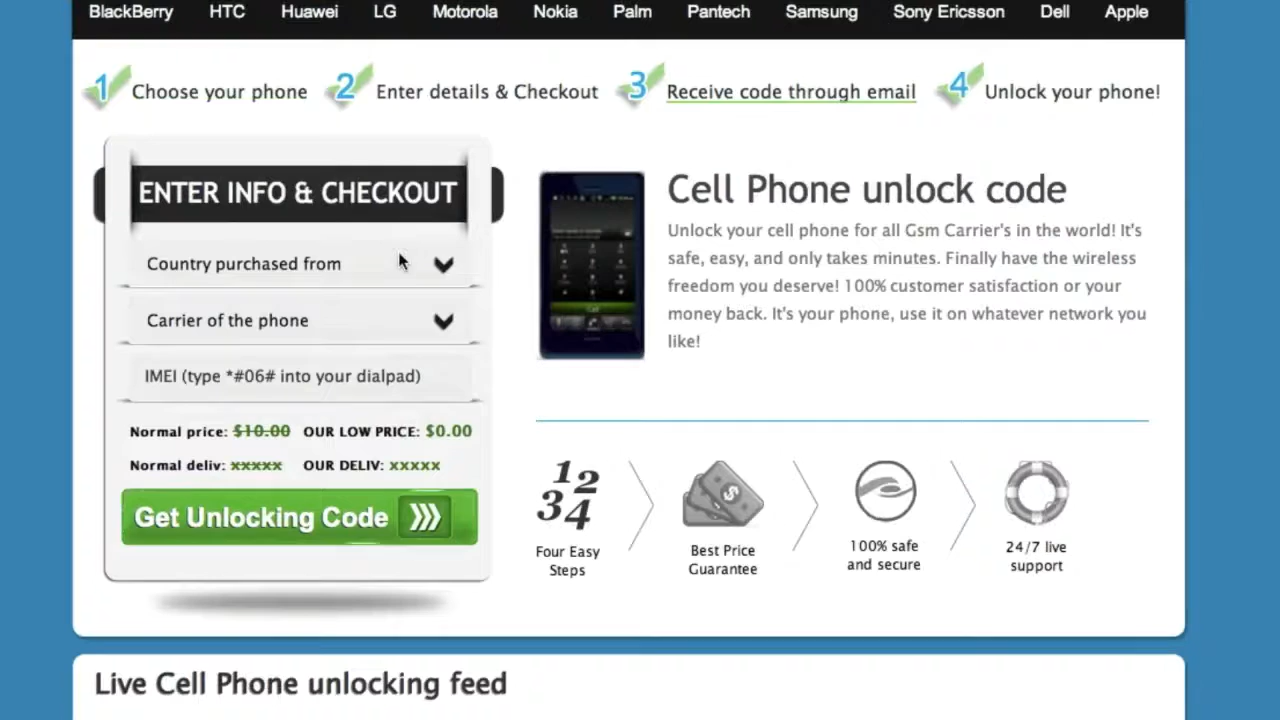 BlackBerry HTC Huawei LG Motorola Nokia Palm Pantech Samsung Sony Ericsson Dell Apple
1 Choose your phone 2 Enter details & Checkout 3 Receive code through email 4 Unlock your phone!
ENTER INFO & CHECKOUT
Country purchased from
Carrier of the phone
IMEI (type *#06# into your dialpad)
Normal price: $10.00 OUR LOW PRICE: $0.00
Normal deliv: xxxxx OUR DELIV: xxxxx
Get Unlocking Code
Cell Phone unlock code
Unlock your cell phone for all Gsm Carrier's in the world! It's
safe, easy, and only takes minutes. Finally have the wireless
freedom you deserve! 100% customer satisfaction or your
money back. It's your phone, use it on whatever network you
like!
1 2
3 4
Four Easy
Steps
Best Price
Guarantee
100% safe
and secure
24/7 live
support
Live Cell Phone unlocking feed